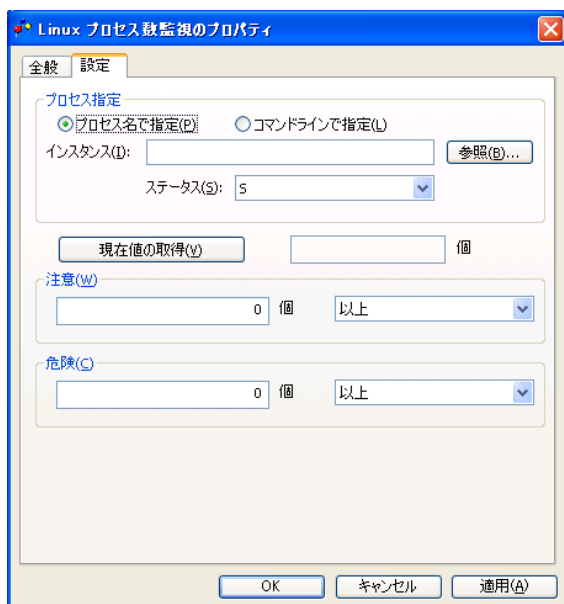 Linux プロセス数監視のプロパティ
全般 設定
プロセス指定
プロセス名で指定(P) コマンドラインで指定(L)
インスタンス(I): 参照(B)...
ステータス(S): S
現在値の取得(V) 個
注意(W)
0 個 以上
危険(C)
0 個 以上
OK キャンセル 適用(A)